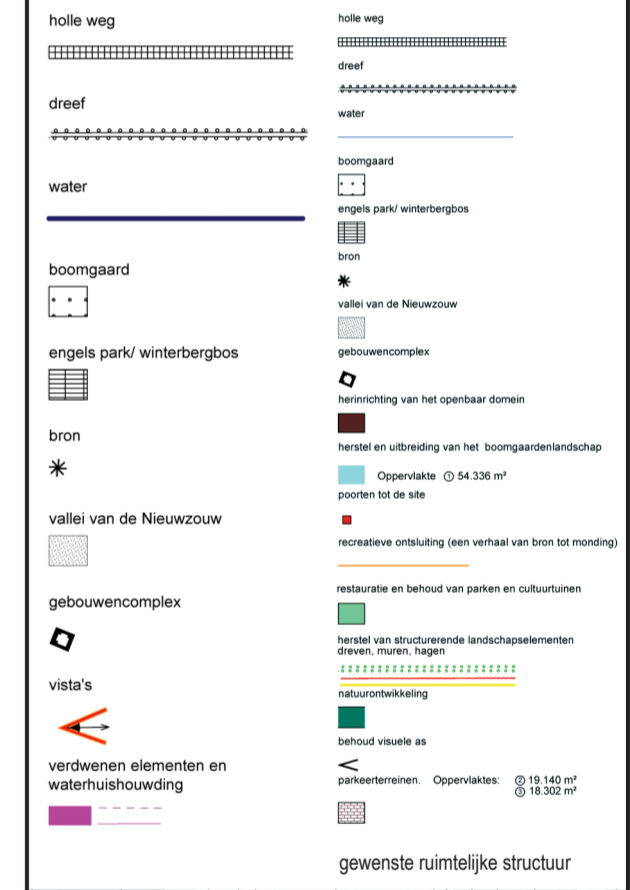 holle weg
dreef
water
boomgaard
engels park/ winterbergbos
bron
vallei van de Nieuwzouw
gebouwencomplex
vista's
verdwenen elementen en
waterhuishouwding
holle weg
dreef
water
boomgaard
engels park/ winterbergbos
bron
vallei van de Nieuwzouw
gebouwencomplex
herinrichting van het openbaar domein
herstel en uitbreiding van het boomgaardenlandschap
Oppervlakte ① 54.336 m²
poorten tot de site
recreatieve ontsluiting (een verhaal van bron tot monding)
restauratie en behoud van parken en cultuurtuinen
herstel van structurerende landschapselementen
dreven, muren, hagen
natuurontwikkeling
behoud visuele as
parkeerterreinen. Oppervlaktes: ② 19.140 m²
③ 18.302 m²
gewenste ruimtelijke structuur